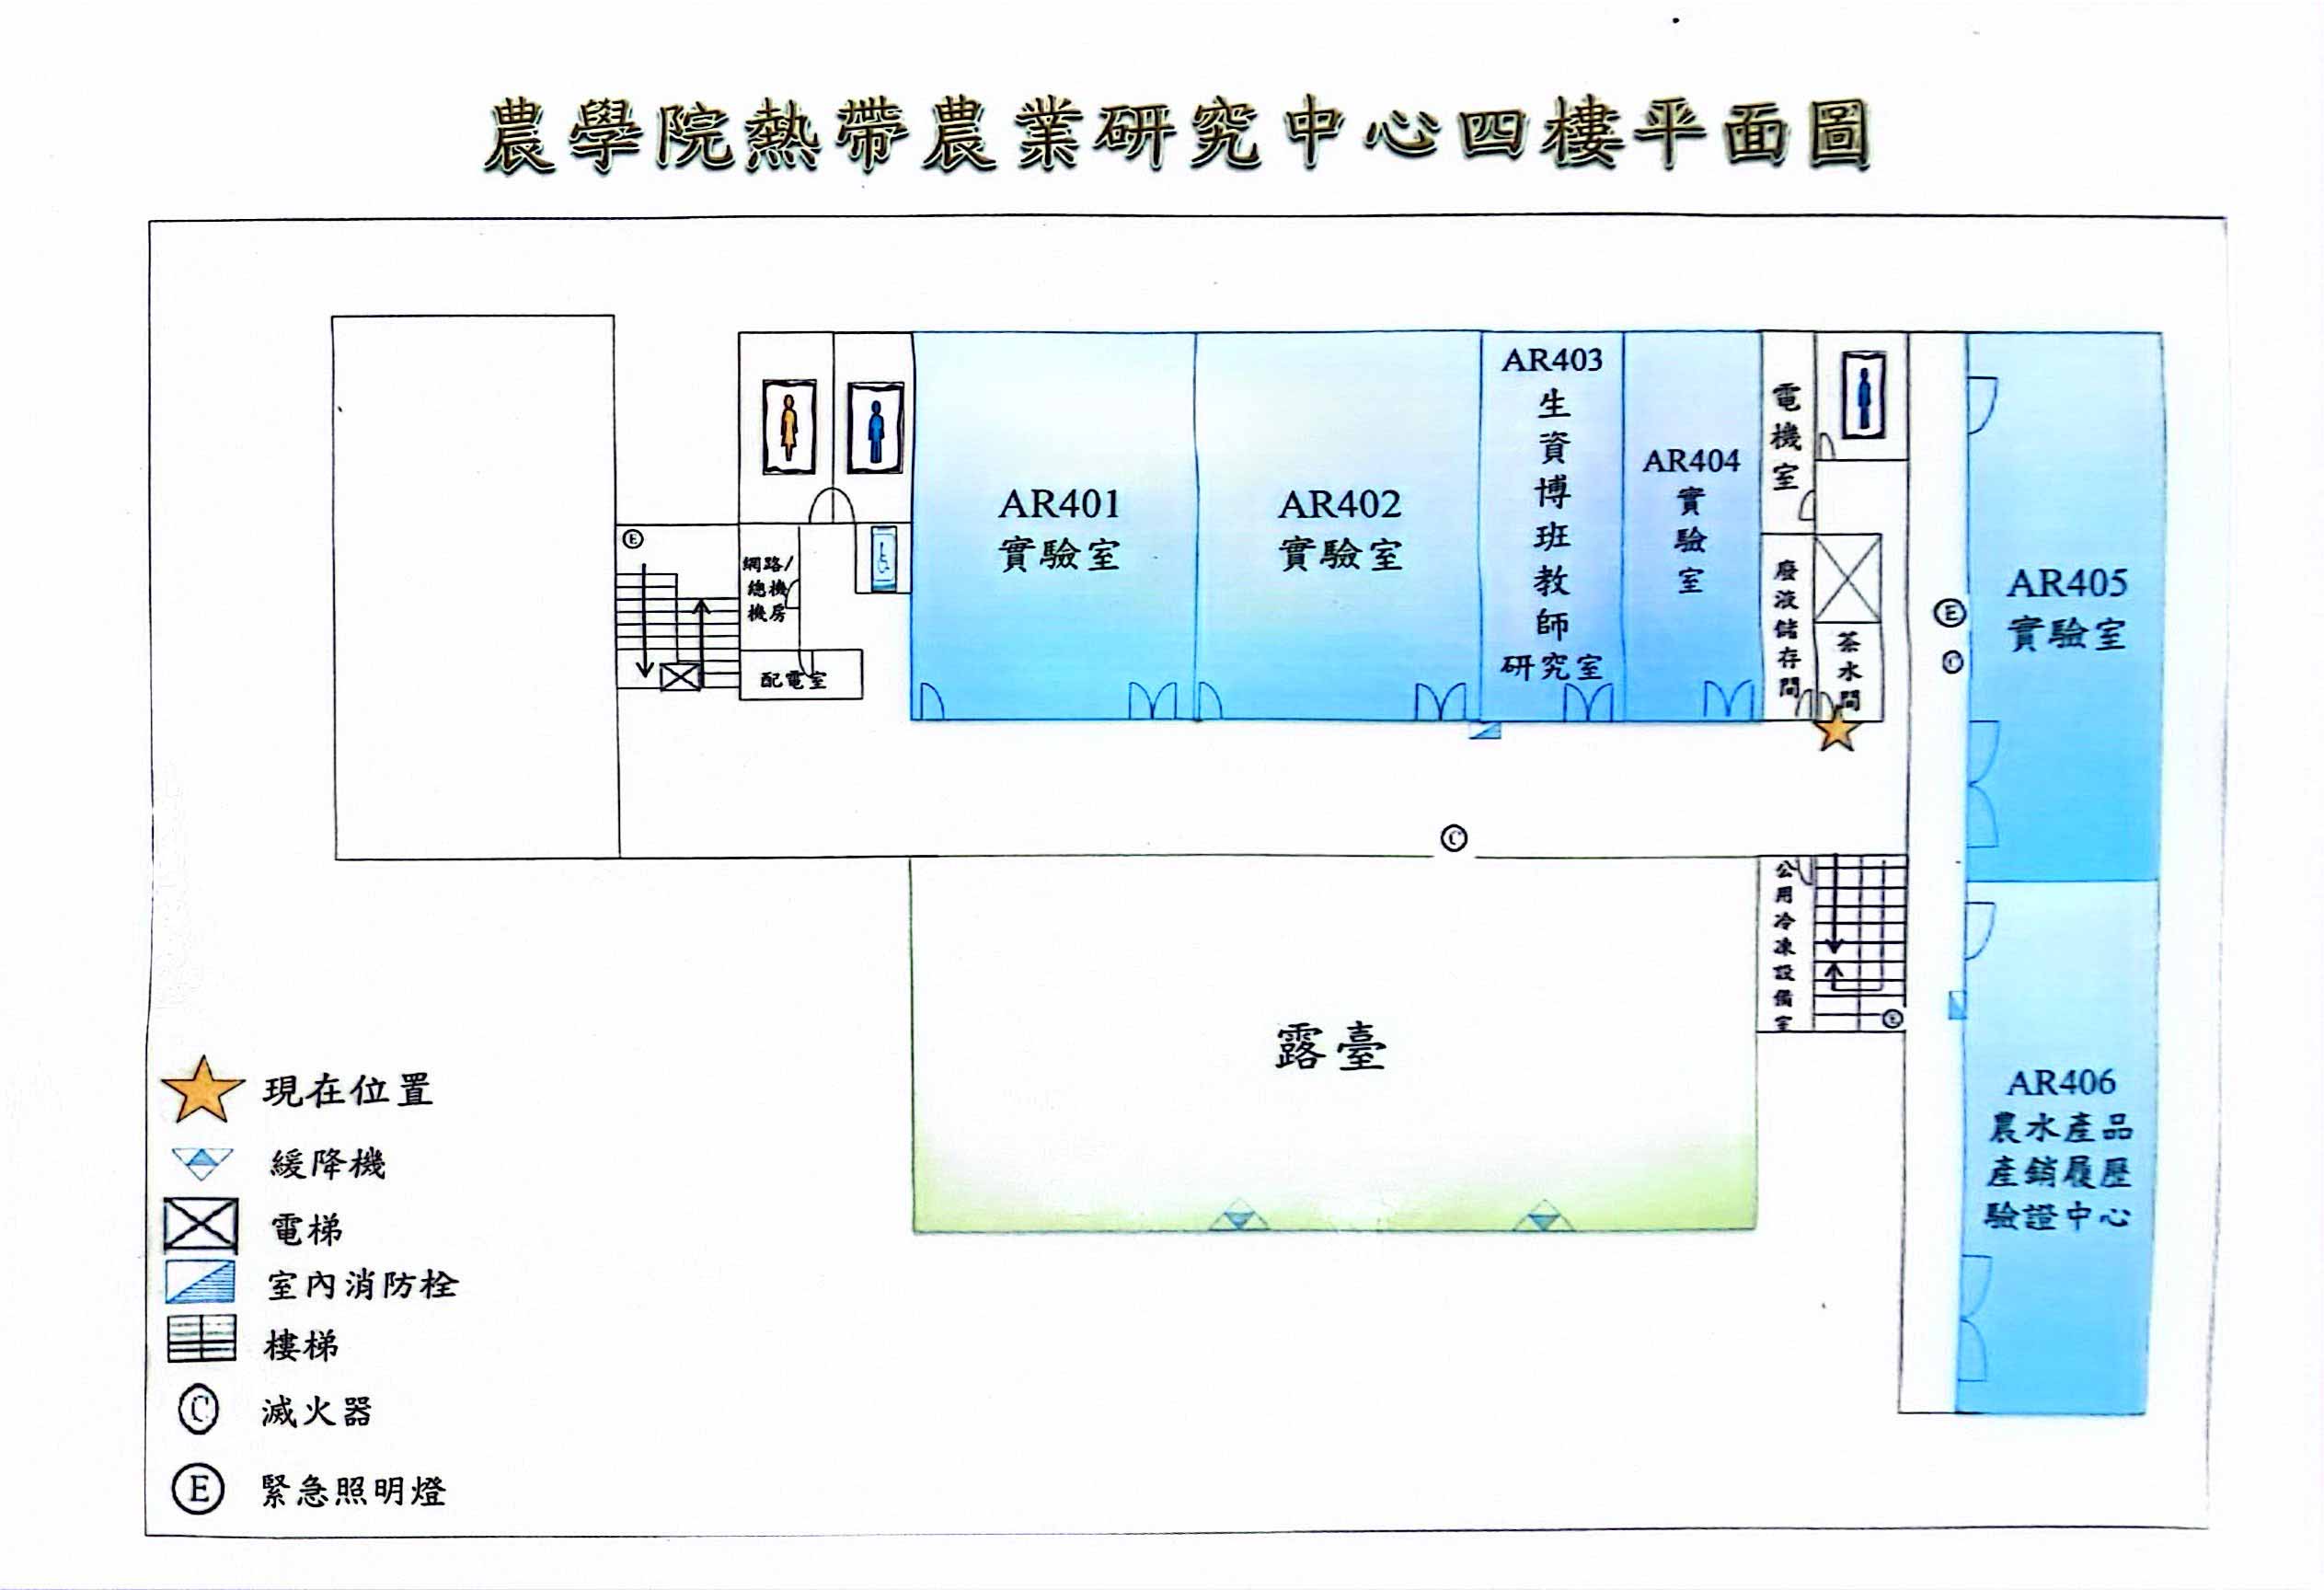 農學院熱帶農業研究中心四樓平面圖
AR401
實驗室
AR402
實驗室
AR403
生資博班教師
研究室
AR404
實驗室
電機室
廢液儲存間
茶水間
網路/
總機
機房
配電室
E
E
C
AR405
實驗室
C
公用冷凍設備室
E
露臺
AR406
農水產品
產銷履歷
驗證中心
現在位置
緩降機
電梯
室內消防栓
樓梯
C 滅火器
E 緊急照明燈